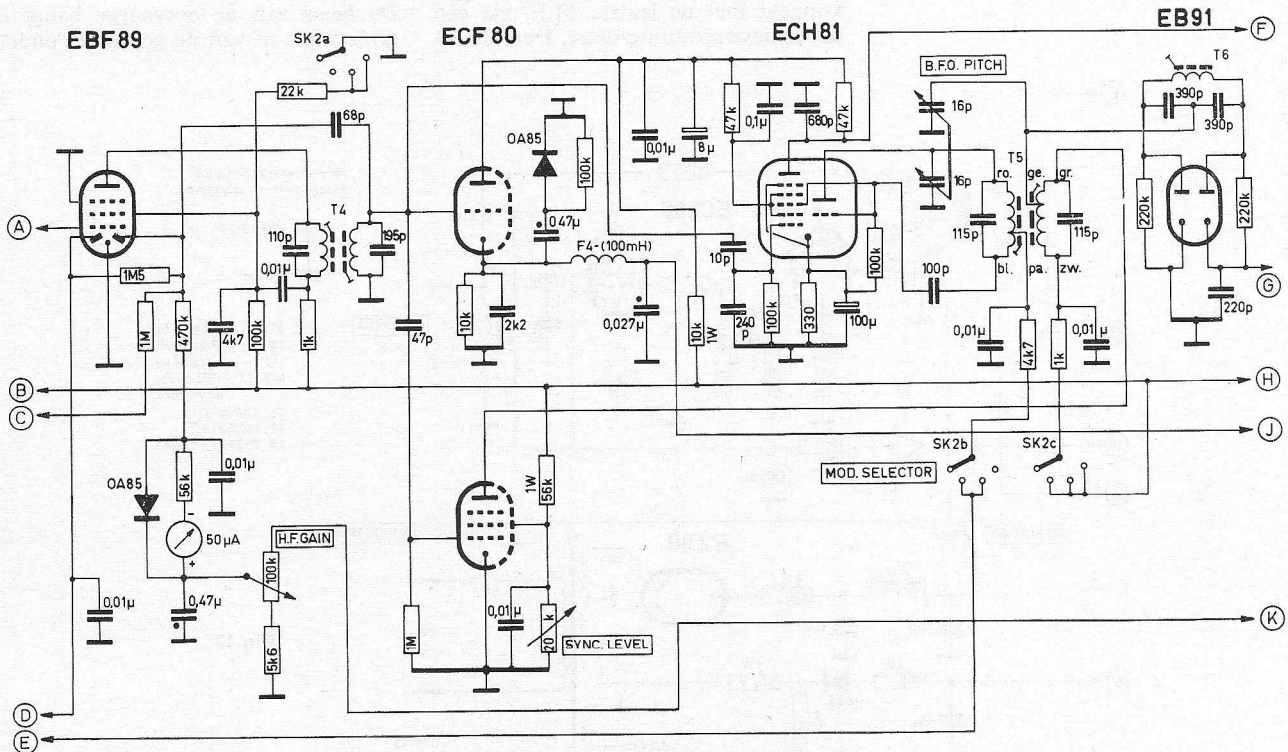 EBF89
SK2a
ECF 80
ECH81
EB91
F
22k
68p
T4
110p
195p
0,01µ
1M5
1M
470k
4k7
100k
1k
A
B
C
D
E
OA85
100k
0,47µ
F4-(100mH)
10k
2k2
0,027µ
47p
0,01µ
8µ
47k
0,1µ
680p
47k
10p
240
p
100k
330
100µ
100k
10k
1W
B.F.O. PITCH
16p
16p
T5
ro.
ge.
gr.
115p
115p
bl.
pa.
zw.
100p
0,01µ
4k7
1k
0,01µ
T6
390p
390p
220k
220k
220p
G
H
J
K
SK2b
SK2c
MOD. SELECTOR
OA85
56k
0,01µ
-
50µA
+
0,01µ
0,47µ
H.F. GAIN
100k
5k6
1M
1W
56k
0,01µ
20 k
SYNC. LEVEL